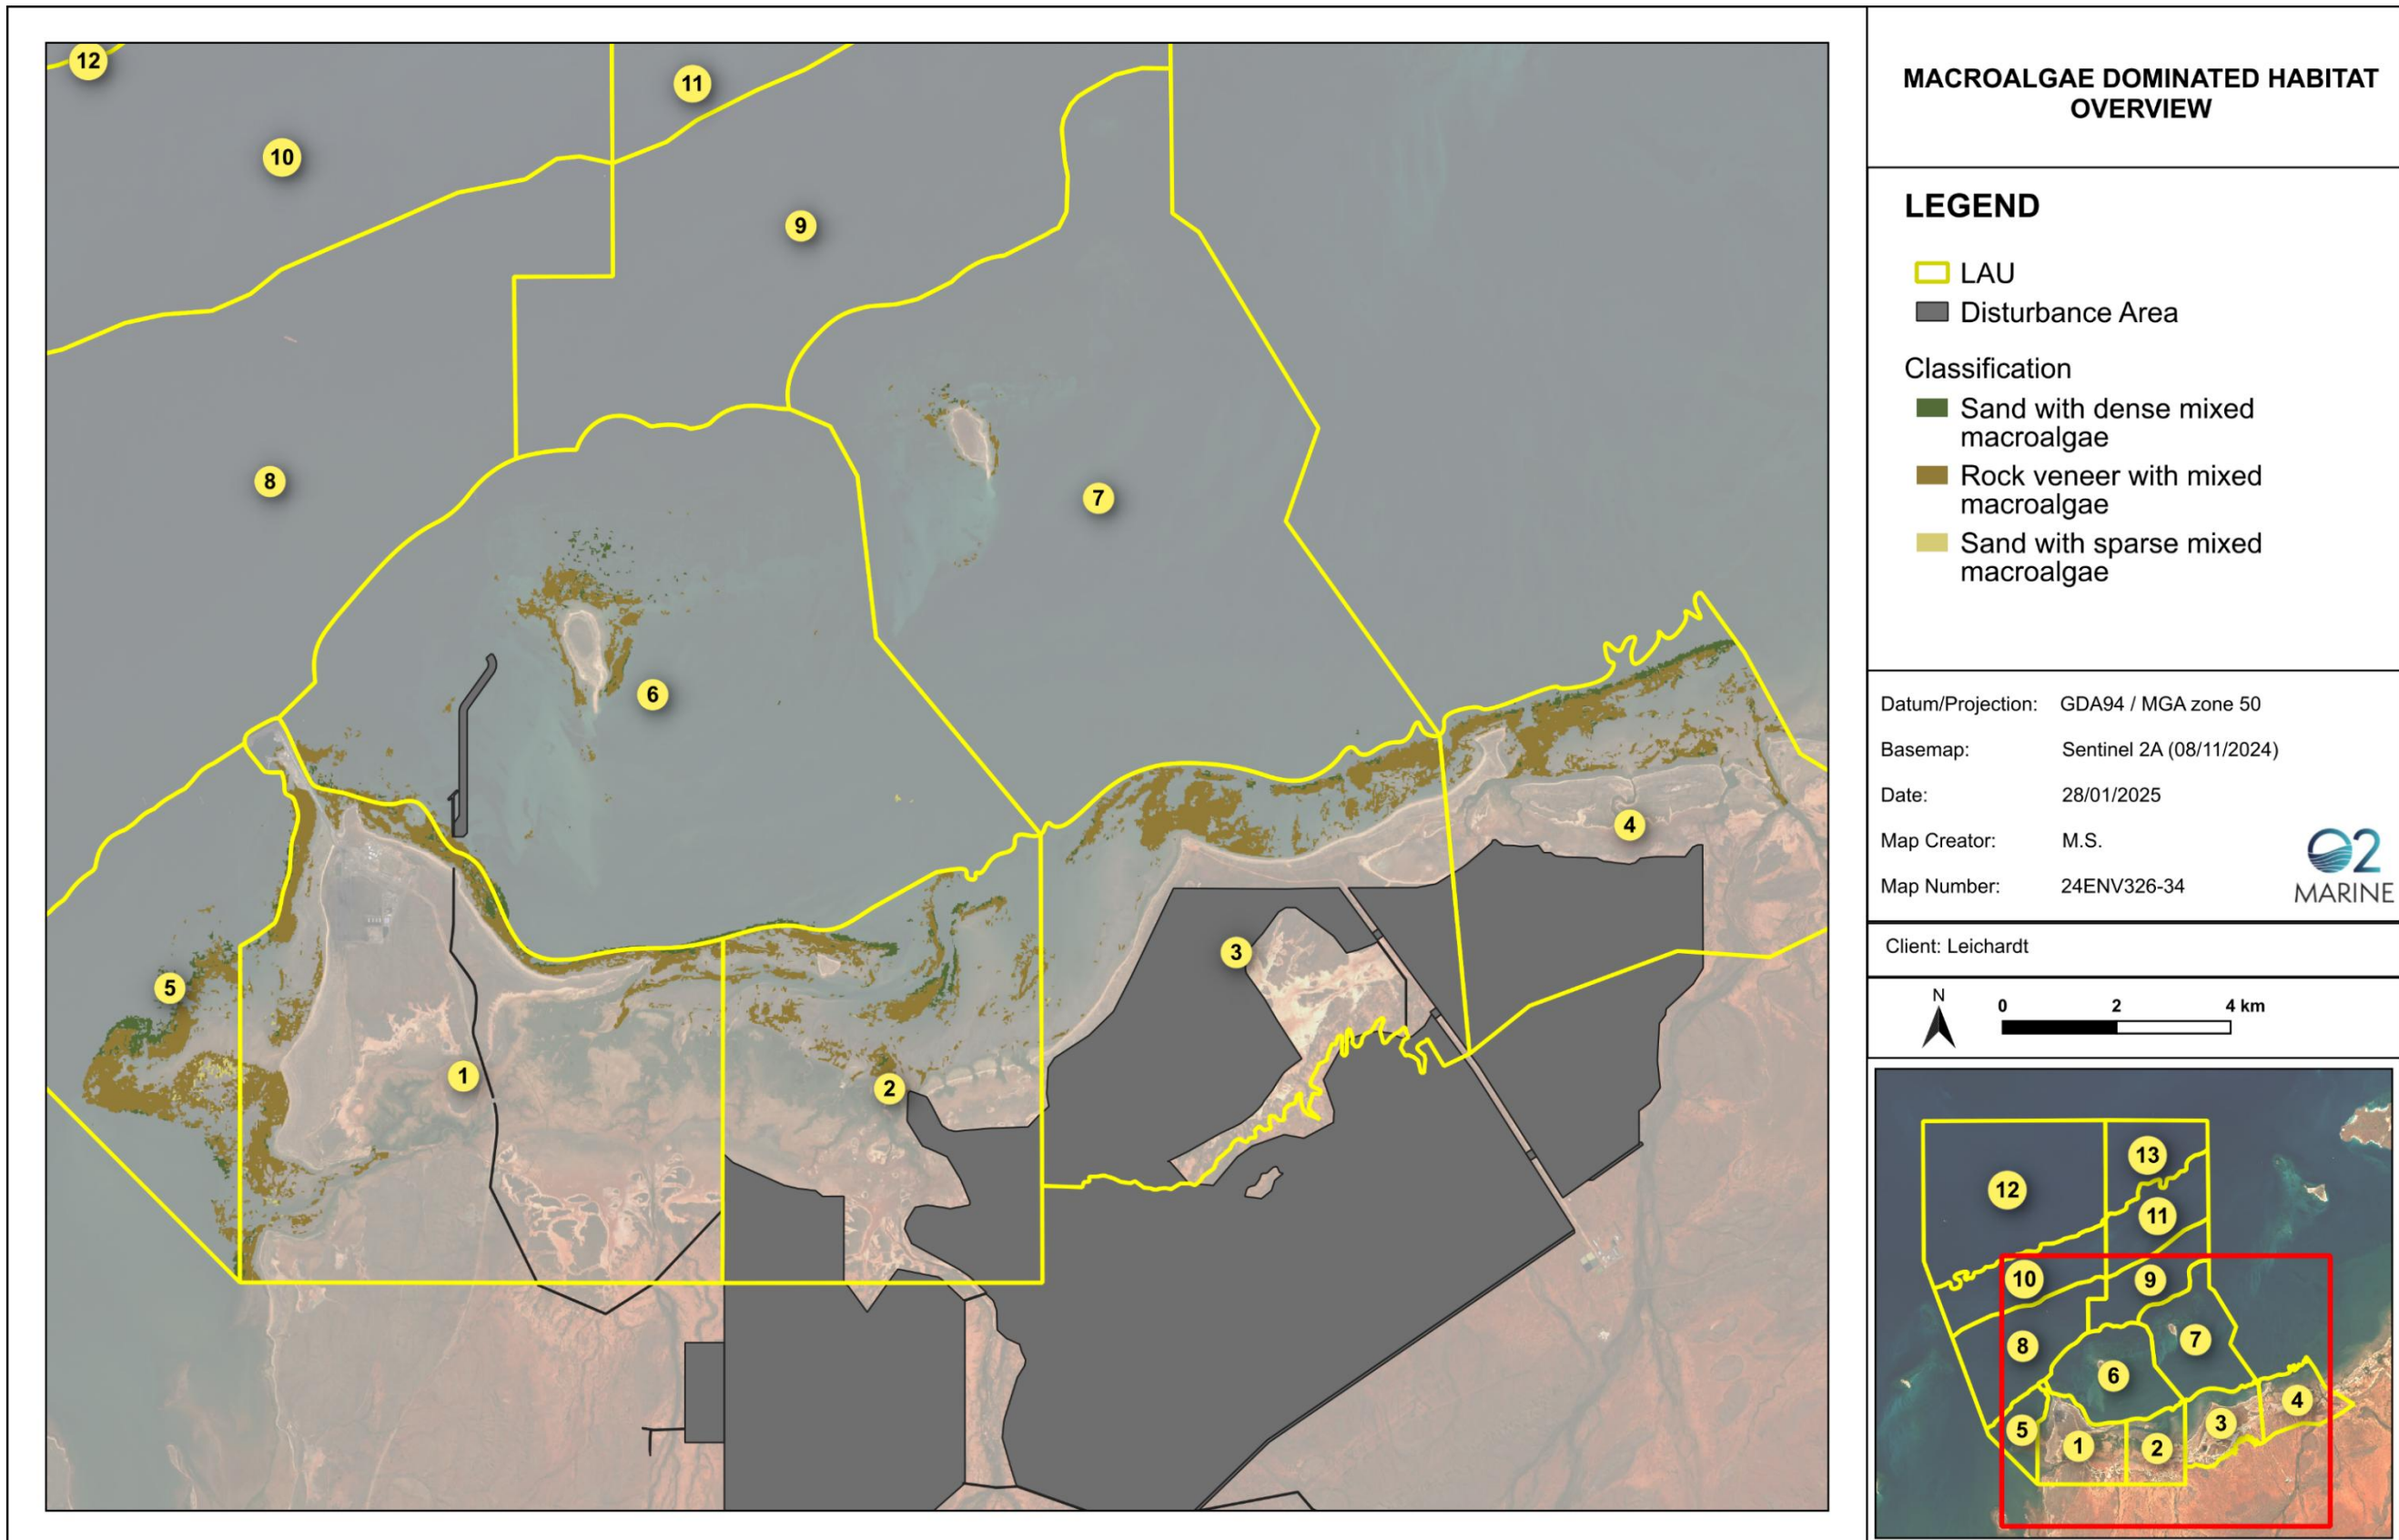 MACROALGAE DOMINATED HABITAT
OVERVIEW
LEGEND
LAU
Disturbance Area
Classification
Sand with dense mixed
macroalgae
Rock veneer with mixed
macroalgae
Sand with sparse mixed
macroalgae
Datum/Projection: GDA94 / MGA zone 50
Basemap: Sentinel 2A (08/11/2024)
Date: 28/01/2025
Map Creator: M.S.
Map Number: 24ENV326-34
O2
MARINE
Client: Leichardt
N
0 2 4 km
12
11
10
9
8
7
6
4
3
5
1
2
13
12
11
10
9
8
7
6
4
3
5
1
2